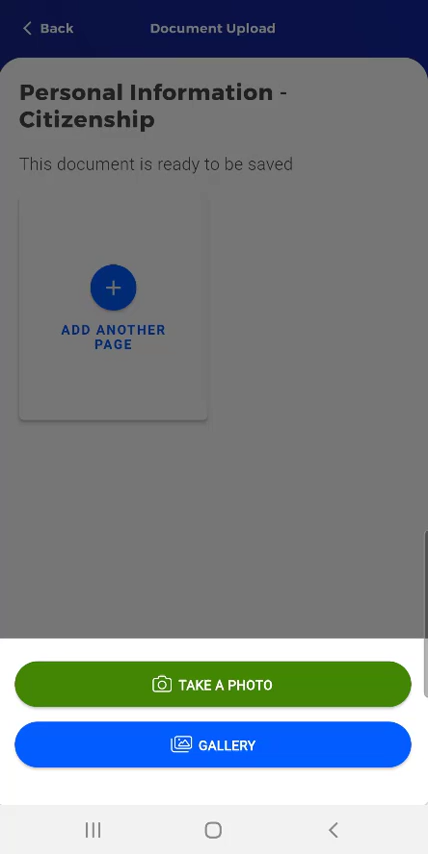 Back
Document Upload
Personal Information -
Citizenship
This document is ready to be saved
ADD ANOTHER
PAGE
TAKE A PHOTO
GALLERY